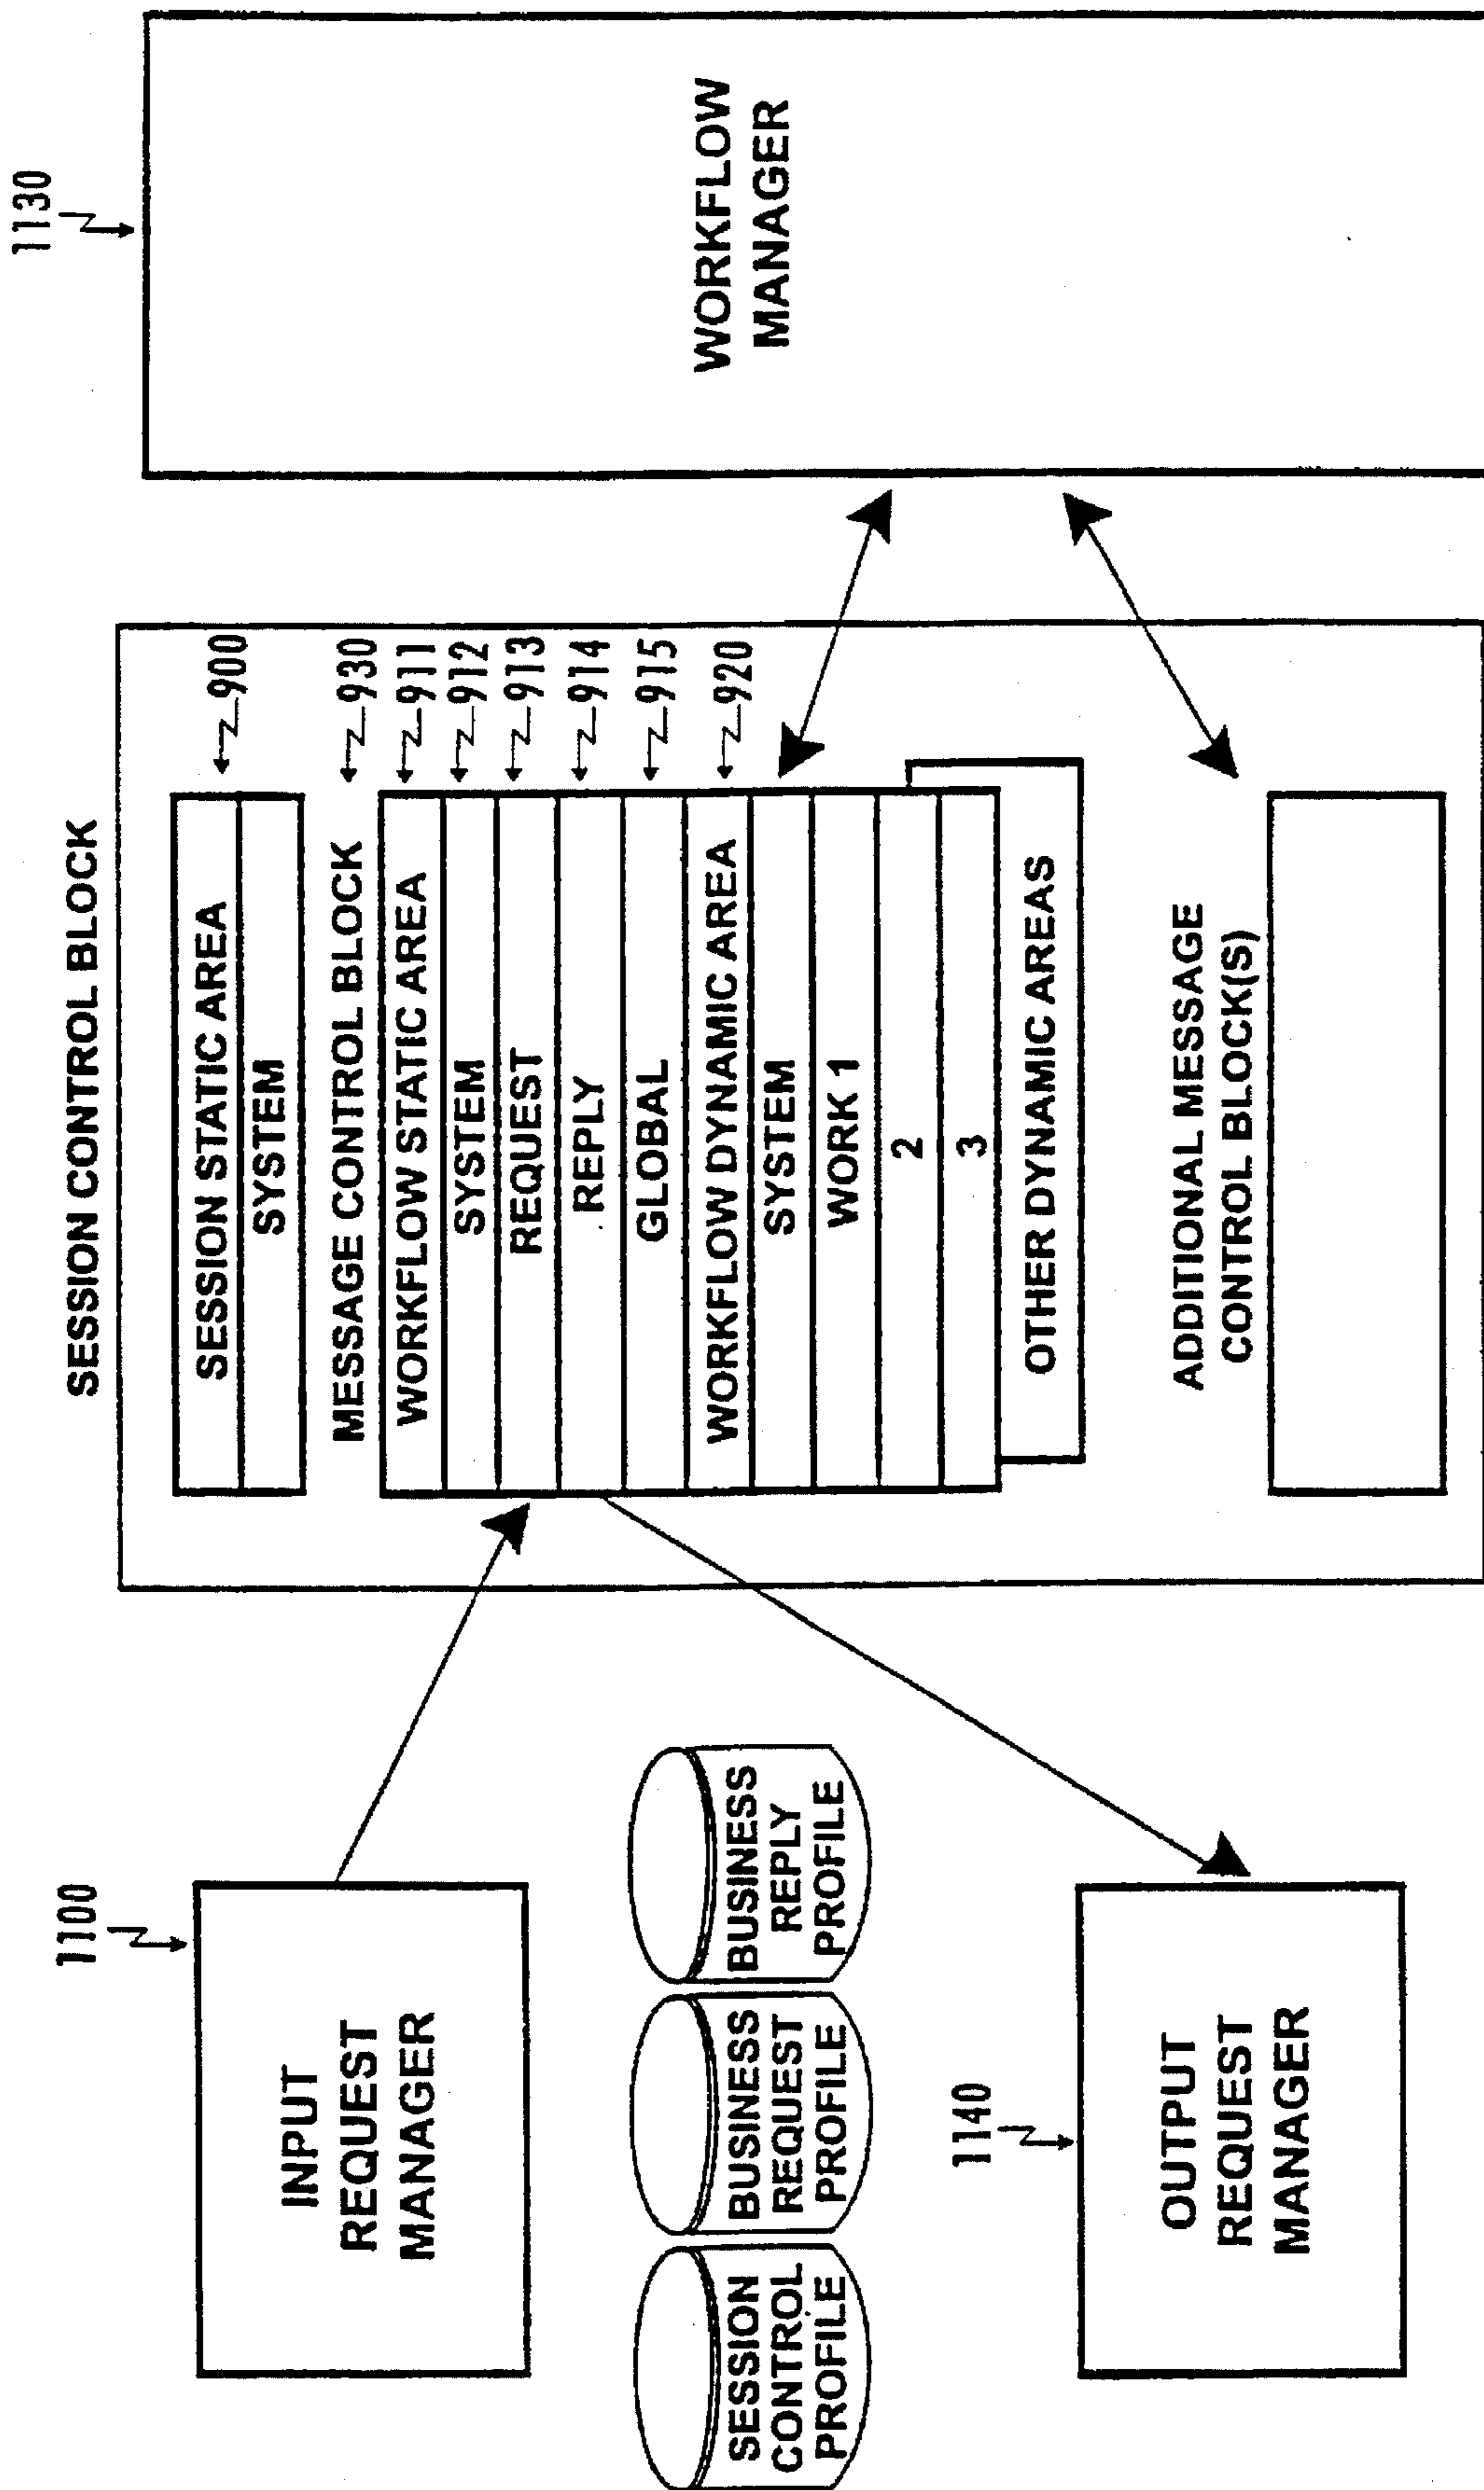 1100
INPUT
REQUEST
MANAGER
SESSION
CONTROL
PROFILE
BUSINESS
REQUEST
PROFILE
BUSINESS
REPLY
PROFILE
1140
OUTPUT
REQUEST
MANAGER
SESSION CONTROL BLOCK
SESSION STATIC AREA
900
SYSTEM
MESSAGE CONTROL BLOCK
930
WORKFLOW STATIC AREA
911
SYSTEM
912
REQUEST
913
REPLY
914
GLOBAL
915
WORKFLOW DYNAMIC AREA
920
SYSTEM
WORK 1
2
3
OTHER DYNAMIC AREAS
ADDITIONAL MESSAGE
CONTROL BLOCK(S)
1130
WORKFLOW
MANAGER